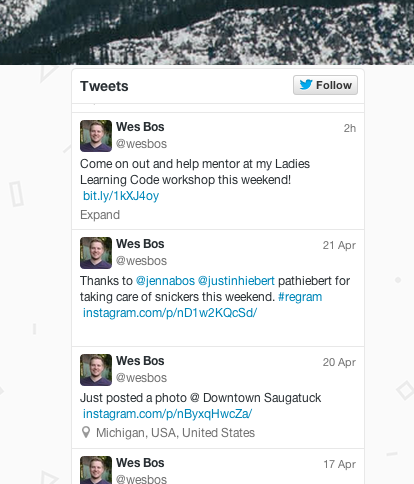 Tweets
Follow
Wes Bos
2h
@wesbos
Come on out and help mentor at my Ladies
Learning Code workshop this weekend!
bit.ly/1kXJ4oy
Expand
Wes Bos
21 Apr
@wesbos
Thanks to @jennabos @justinhiebert pathiebert for
taking care of snickers this weekend. #regram
instagram.com/p/nD1w2KQcSd/
Wes Bos
20 Apr
@wesbos
Just posted a photo @ Downtown Saugatuck
instagram.com/p/nByxqHwcZa/
Michigan, USA, United States
Wes Bos
17 Apr
@wesbos